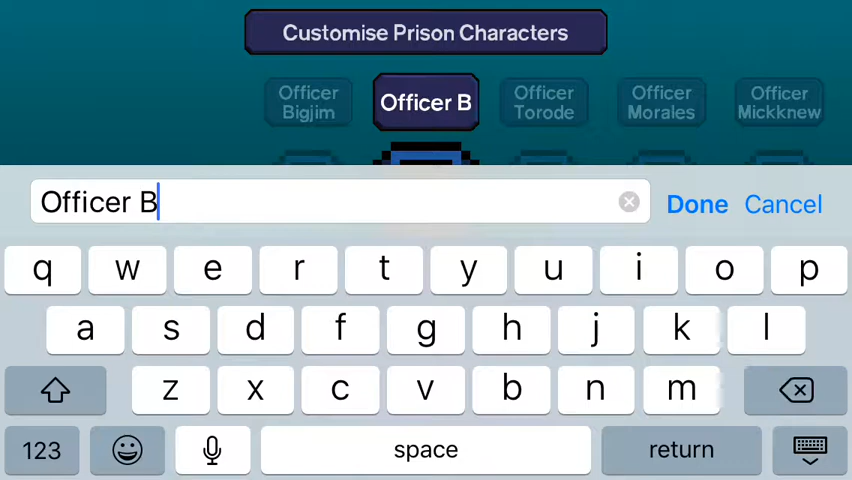 Customise Prison Characters
Officer Bigjim
Officer B
Officer Torode
Officer Morales
Officer Mickknew
Officer B
Done
Cancel
q w e r t y u i o p
a s d f g h j k l
z x c v b n m
123
space
return